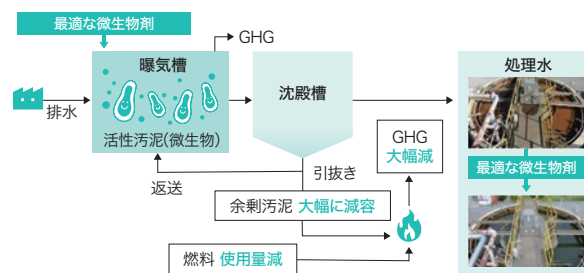 最適な微生物剤
GHG
曝気槽
活性汚泥(微生物)
排水
沈殿槽
返送
引抜き
余剰汚泥 大幅に減容
燃料 使用量減
GHG
大幅減
処理水
最適な微生物剤